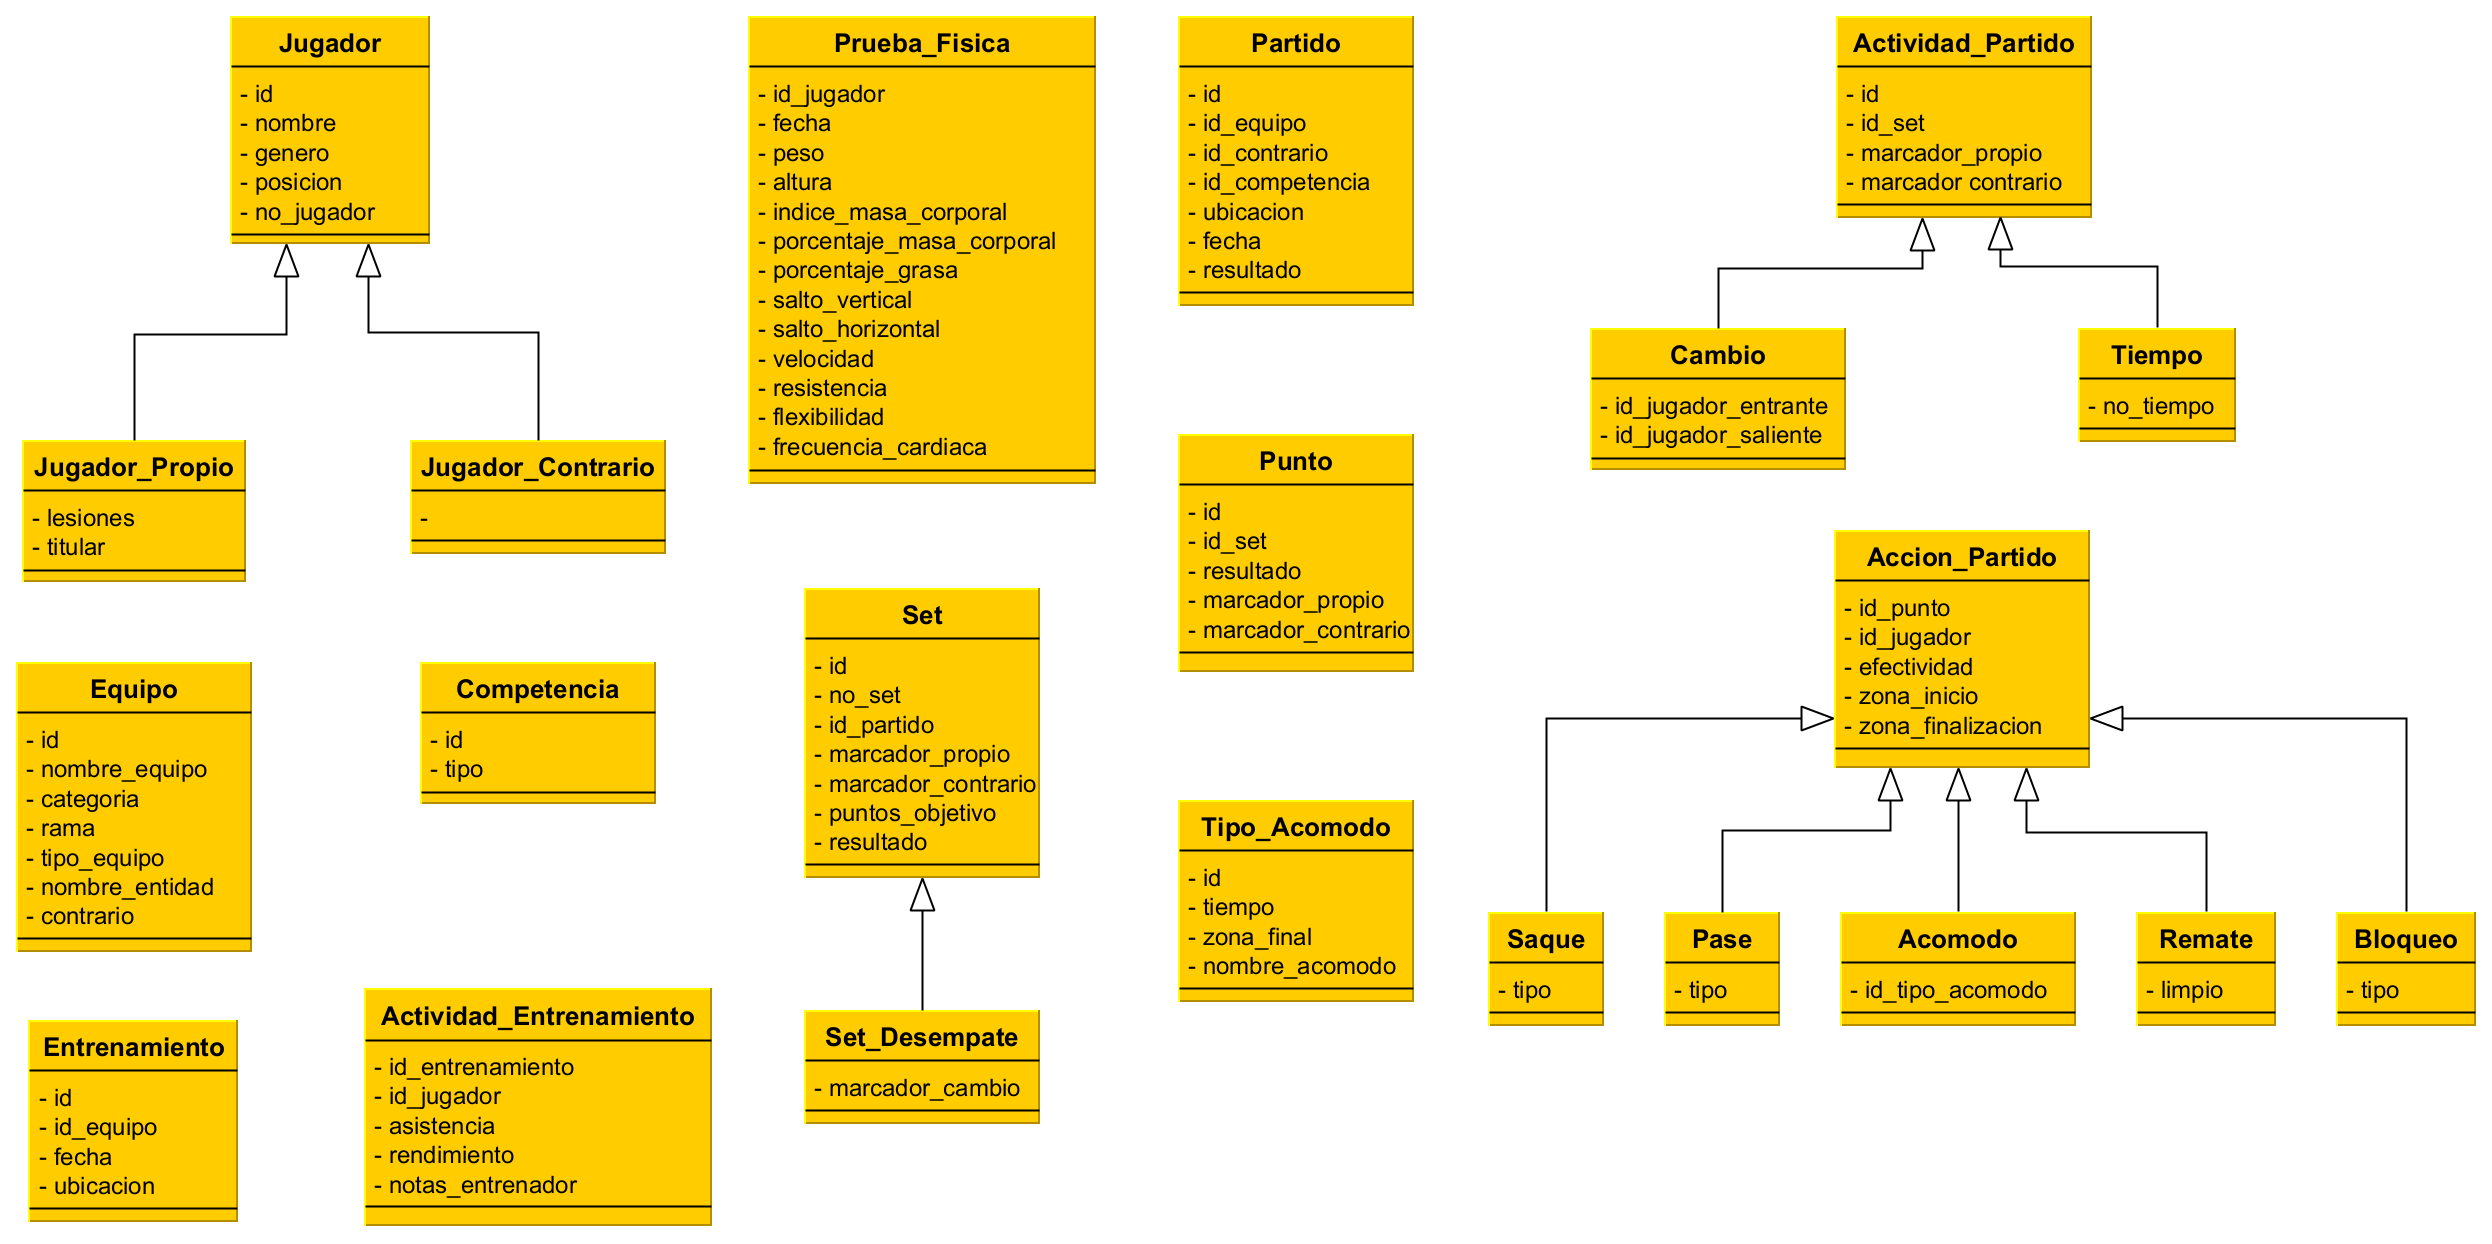 Jugador
- id
- nombre
- genero
- posicion
- no_jugador
Jugador_Propio
- lesiones
- titular
Jugador_Contrario
-
Prueba_Fisica
- id_jugador
- fecha
- peso
- altura
- indice_masa_corporal
- porcentaje_masa_corporal
- porcentaje_grasa
- salto_vertical
- salto_horizontal
- velocidad
- resistencia
- flexibilidad
- frecuencia_cardiaca
Partido
- id
- id_equipo
- id_contrario
- id_competencia
- ubicacion
- fecha
- resultado
Actividad_Partido
- id
- id_set
- marcador_propio
- marcador contrario
Cambio
- id_jugador_entrante
- id_jugador_saliente
Tiempo
- no_tiempo
Punto
- id
- id_set
- resultado
- marcador_propio
- marcador_contrario
Accion_Partido
- id_punto
- id_jugador
- efectividad
- zona_inicio
- zona_finalizacion
Equipo
- id
- nombre_equipo
- categoria
- rama
- tipo_equipo
- nombre_entidad
- contrario
Competencia
- id
- tipo
Set
- id
- no_set
- id_partido
- marcador_propio
- marcador_contrario
- puntos_objetivo
- resultado
Tipo_Acomodo
- id
- tiempo
- zona_final
- nombre_acomodo
Saque
- tipo
Pase
- tipo
Acomodo
- id_tipo_acomodo
Remate
- limpio
Bloqueo
- tipo
Entrenamiento
- id
- id_equipo
- fecha
- ubicacion
Actividad_Entrenamiento
- id_entrenamiento
- id_jugador
- asistencia
- rendimiento
- notas_entrenador
Set_Desempate
- marcador_cambio